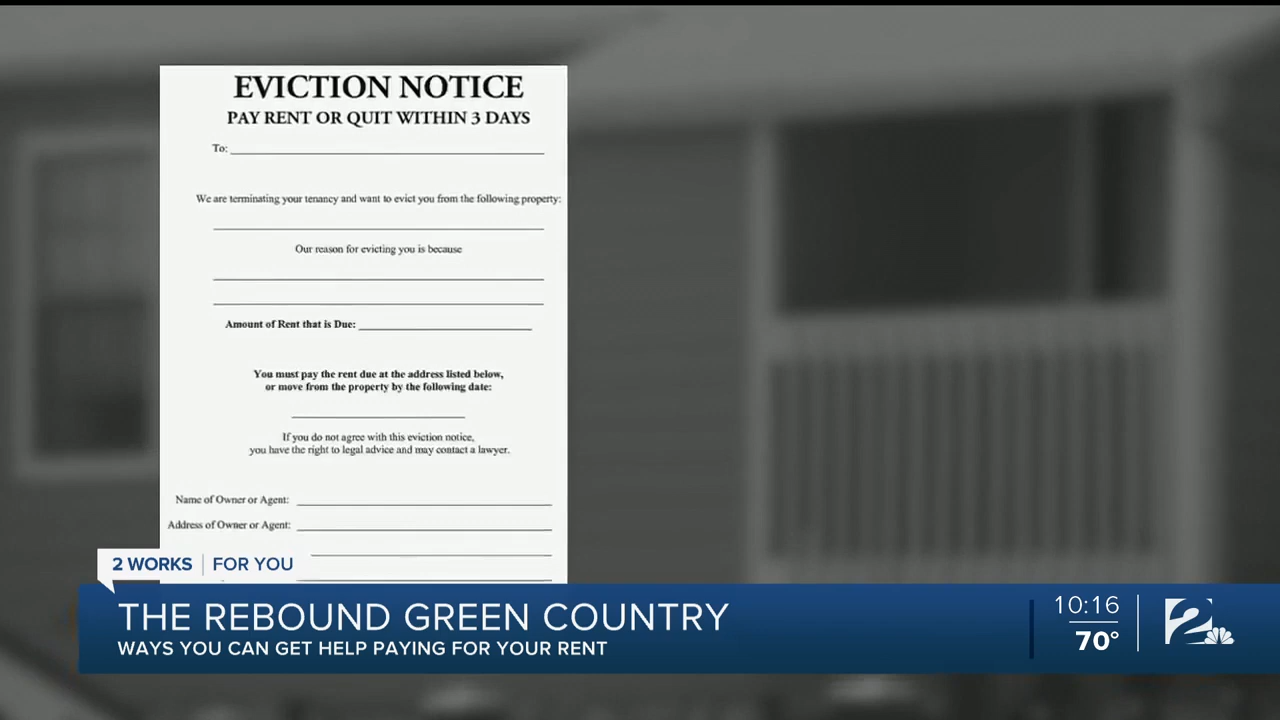 EVICTION NOTICE
PAY RENT OR QUIT WITHIN 3 DAYS
To:
We are terminating your tenancy and want to evict you from the following property:
Our reason for evicting you is because
Amount of Rent that is Due:
You must pay the rent due at the address listed below,
or move from the property by the following date:
If you do not agree with this eviction notice,
you have the right to legal advice and may contact a lawyer.
Name of Owner or Agent:
Address of Owner or Agent:
2 WORKS FOR YOU
THE REBOUND GREEN COUNTRY
WAYS YOU CAN GET HELP PAYING FOR YOUR RENT
10:16
70°
2